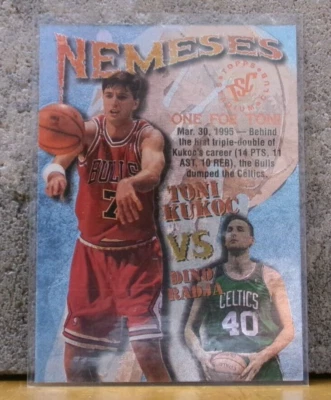 NEMESES
TSC
ONE FOE TONI
Mar. 30, 1995 — Behind
the first triple-double of
Kukoc's career (14 PTS, 11
AST, 10 REB), the Bulls
dumped the Celtics.
BULLS
7
TONI
KUKOC
VS
DINO
RADJA
CELTICS
40